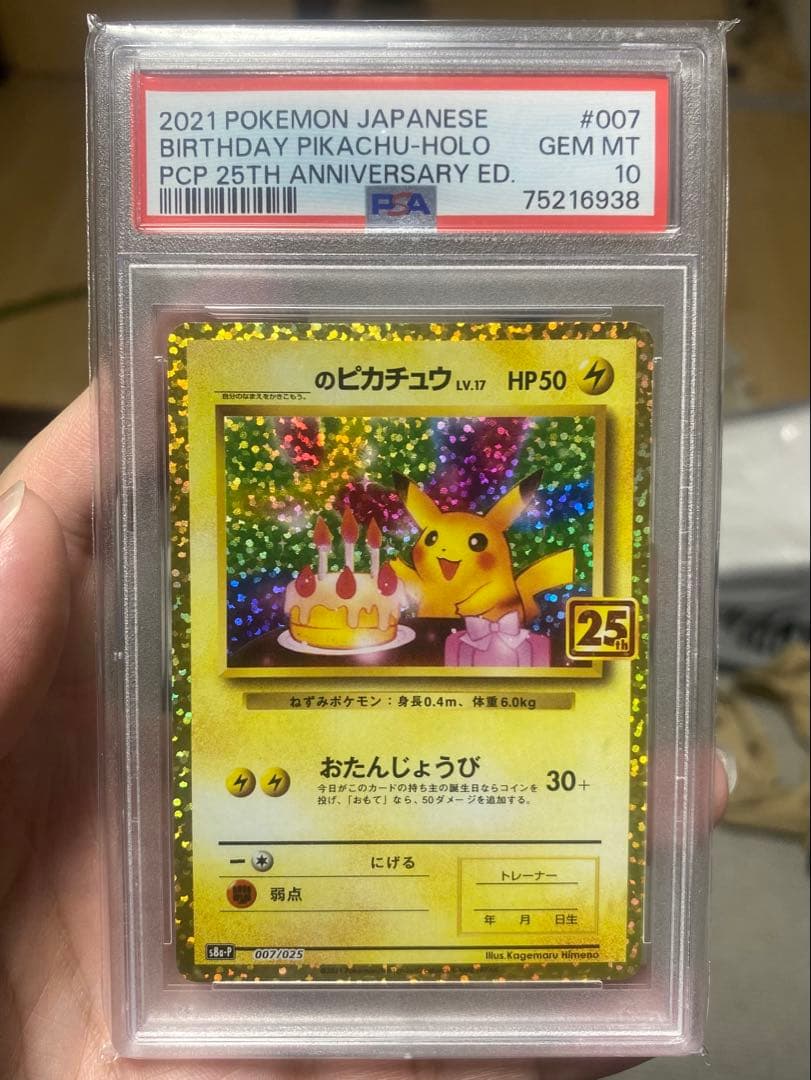 2021 POKEMON JAPANESE #007
BIRTHDAY PIKACHU-HOLO GEM MT
PCP 25TH ANNIVERSARY ED. 10
PSA 75216938
のピカチュウ LV.17 HP50
自分のなまえをかきこもう。
25th
ねずみポケモン：身長0.4m、体重6.0kg
おたんじょうび
今日がこのカードの持ち主の誕生日ならコインを
投げ、「おもて」なら、50ダメージを追加する。
30+
にげる
弱点
トレーナー
年 月 日生
s8a-P 007/025 Illus.Kagemaru Himeno